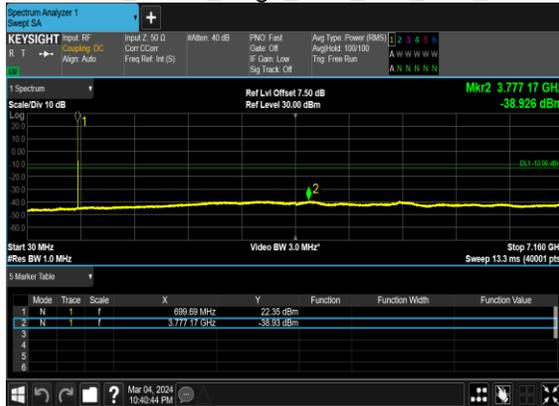 Spectrum Analyzer 1
Swept SA
KEYSIGHT Input: RF Input Z: 50 Ω #Atten: 40 dB PNO: Fast Avg Type: Power (RMS) 1 2 3 4 5 6
R T Coupling: DC Corr CCorr Gate: Off Avg|Hold: 100/100 A W W W W W
Align: Auto Freq Ref: Int (S) IF Gain: Low Trig: Free Run
Sig Track: Off A N N N N N
1 Spectrum Ref Lvl Offset 7.50 dB Mkr2 3.777 17 GHz
Scale/Div 10 dB Ref Level 30.00 dBm -38.926 dBm
Log
20.0
10.0
0.00
-10.0
-20.0
-30.0
-40.0
-50.0
-60.0
1
DL1 -13.00 dBm
2
Start 30 MHz Video BW 3.0 MHz* Stop 7.160 GHz
#Res BW 1.0 MHz Sweep 13.3 ms (40001 pts)
5 Marker Table
Mode Trace Scale X Y Function Function Width Function Value
1 N 1 f 699.69 MHz 22.35 dBm
2 N 1 f 3.777 17 GHz -38.93 dBm
3
4
5
6
? Mar 04, 2024
10:40:44 PM